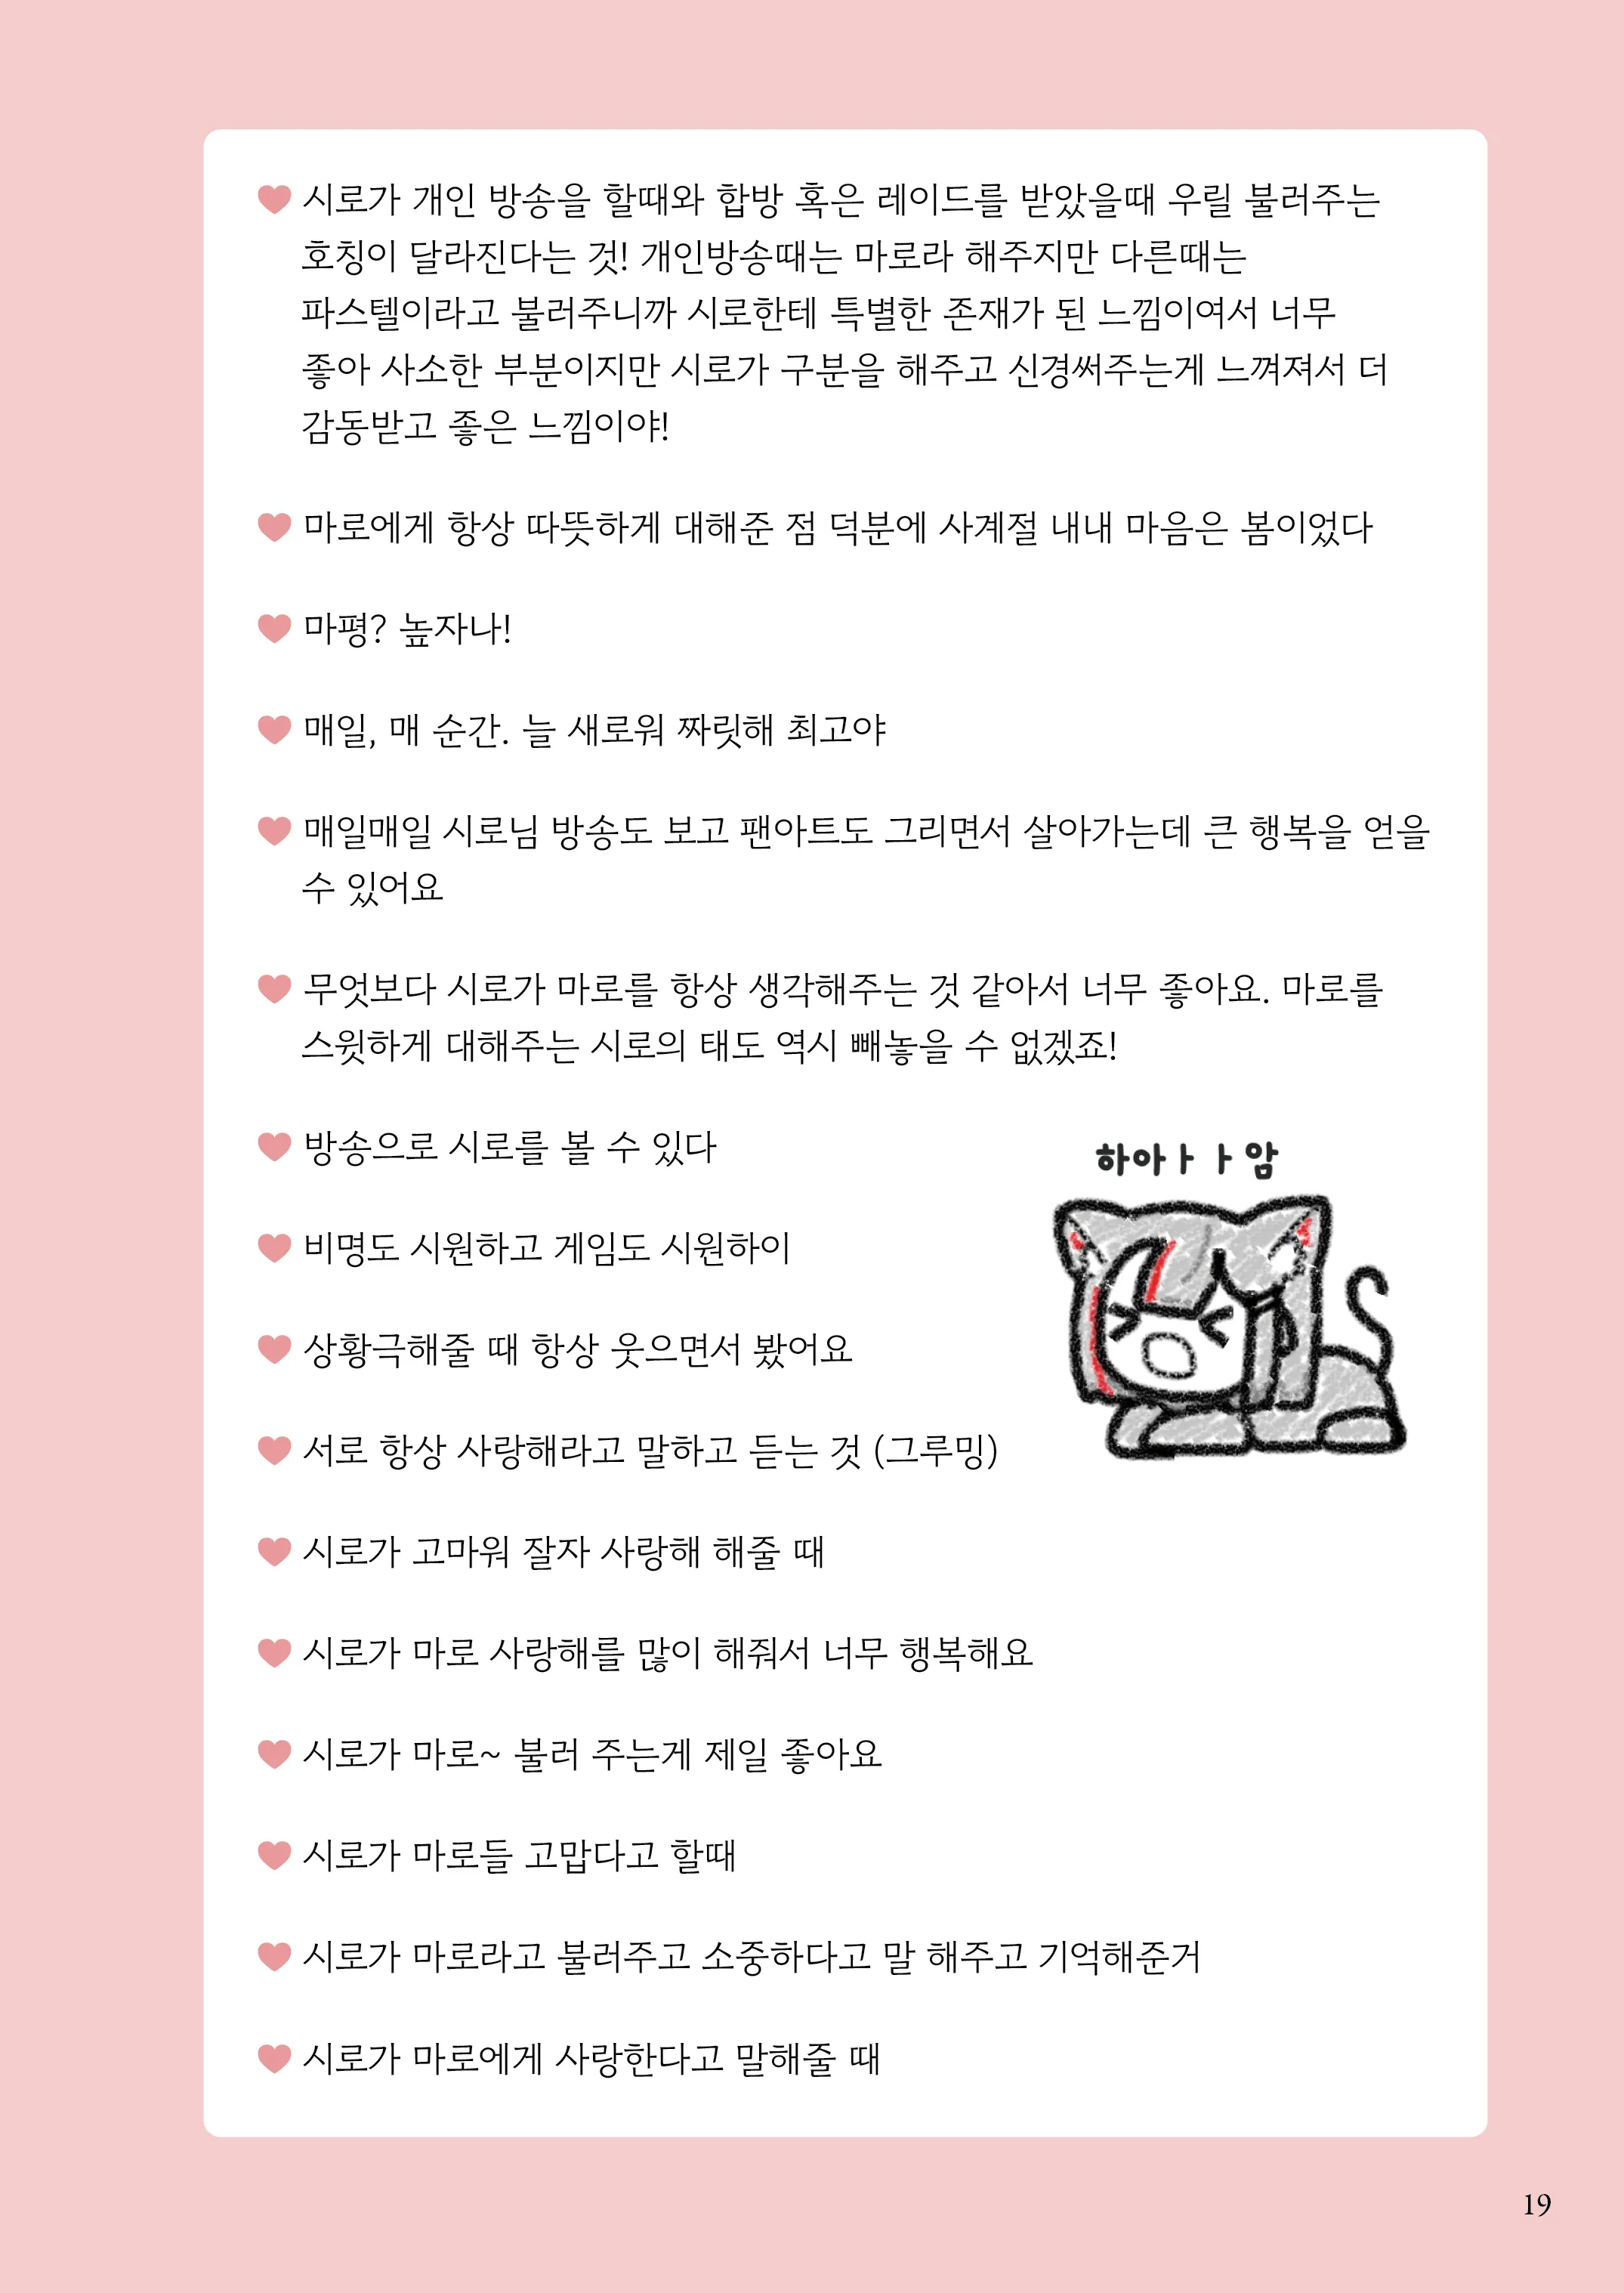 시로가 개인 방송을 할때와 합방 혹은 레이드를 받았을때 우릴 불러주는
호칭이 달라진다는 것! 개인방송때는 마로라 해주지만 다른때는
파스텔이라고 불러주니까 시로한테 특별한 존재가 된 느낌이여서 너무
좋아 사소한 부분이지만 시로가 구분을 해주고 신경써주는게 느껴져서 더
감동받고 좋은 느낌이야!
마로에게 항상 따뜻하게 대해준 점 덕분에 사계절 내내 마음은 봄이었다
마평? 높자나!
매일, 매 순간. 늘 새로워 짜릿해 최고야
매일매일 시로님 방송도 보고 팬아트도 그리면서 살아가는데 큰 행복을 얻을
수 있어요
무엇보다 시로가 마로를 항상 생각해주는 것 같아서 너무 좋아요. 마로를
스윗하게 대해주는 시로의 태도 역시 빼놓을 수 없겠죠!
방송으로 시로를 볼 수 있다
하아ㅏㅏ암
비명도 시원하고 게임도 시원하이
상황극해줄 때 항상 웃으면서 봤어요
서로 항상 사랑해라고 말하고 듣는 것 (그루밍)
시로가 고마워 잘자 사랑해 해줄 때
시로가 마로 사랑해를 많이 해줘서 너무 행복해요
시로가 마로~ 불러 주는게 제일 좋아요
시로가 마로들 고맙다고 할때
시로가 마로라고 불러주고 소중하다고 말 해주고 기억해준거
시로가 마로에게 사랑한다고 말해줄 때
19